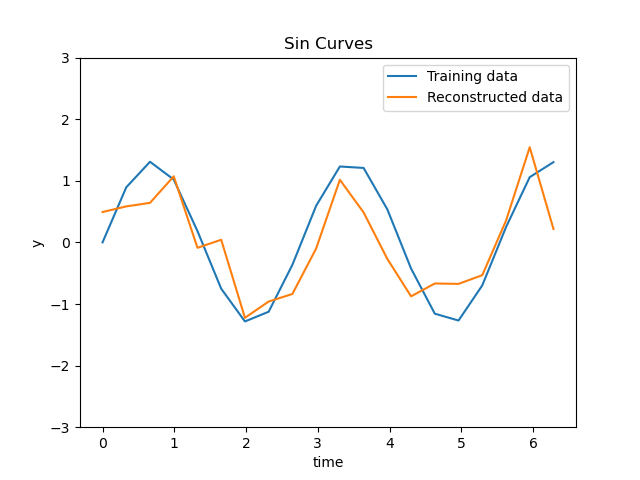 Sin Curves
Training data
Reconstructed data
3
2
1
0
−1
−2
−3
y
0 1 2 3 4 5 6
time